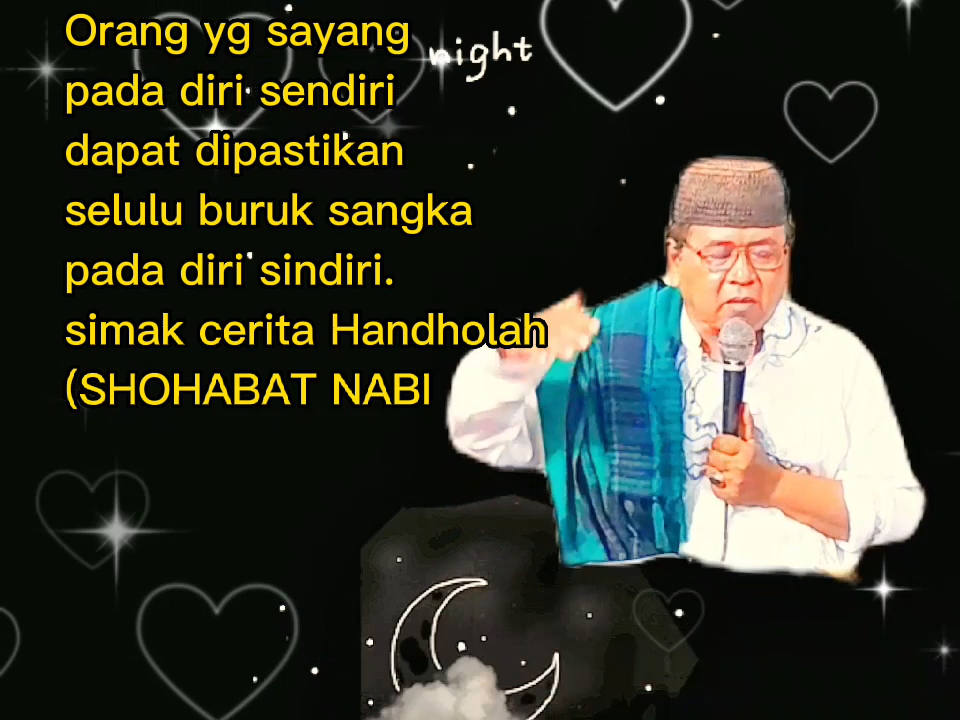 Orang yg sayang
night
pada diri sendiri
dapat dipastikan
selulu buruk sangka
pada diri sindiri.
simak cerita Handholah
(SHOHABAT NABI